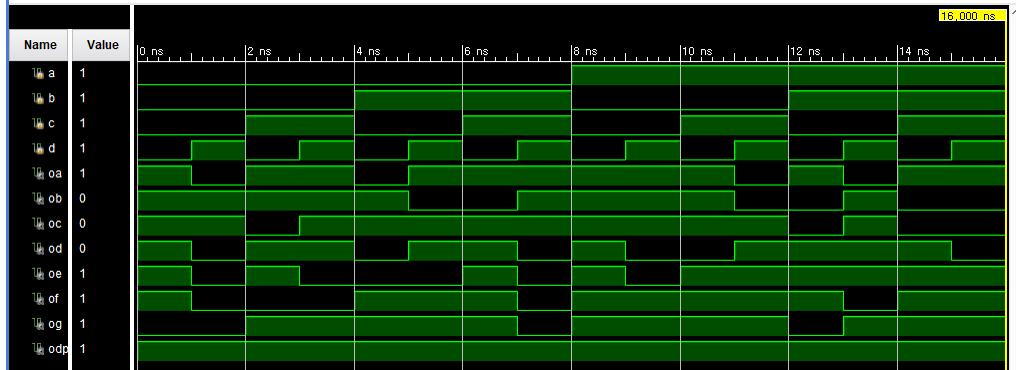 16,000 ns
Name Value
0 ns 2 ns 4 ns 6 ns 8 ns 10 ns 12 ns 14 ns
a 1
b 1
c 1
d 1
oa 1
ob 0
oc 0
od 0
oe 1
of 1
og 1
odp 1